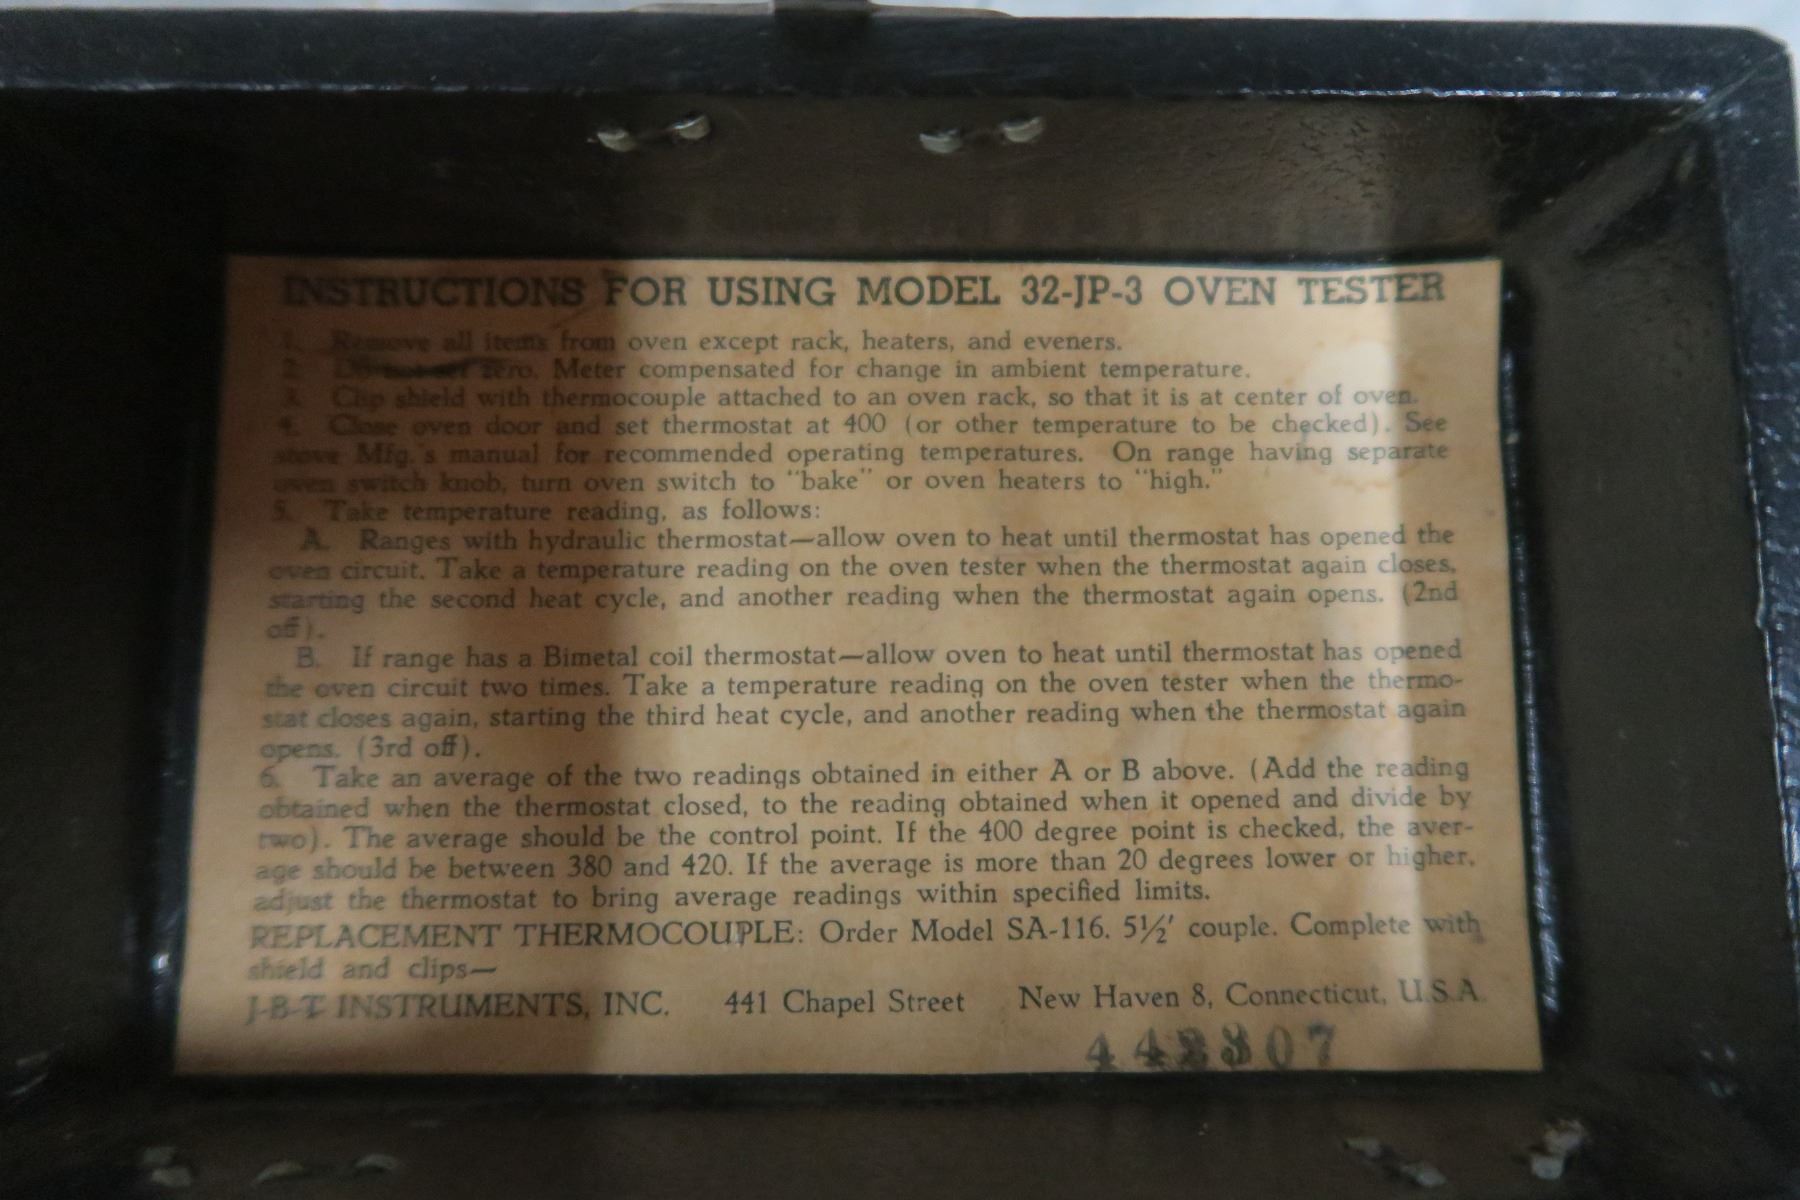 INSTRUCTIONS FOR USING MODEL 32-JP-3 OVEN TESTER
1. Remove all items from oven except rack, heaters, and eveners.
2. Do not set zero. Meter compensated for change in ambient temperature.
3. Clip shield with thermocouple attached to an oven rack, so that it is at center of oven.
4. Close oven door and set thermostat at 400 (or other temperature to be checked). See
stove Mfg.'s manual for recommended operating temperatures. On range having separate
oven switch knob, turn oven switch to "bake" or oven heaters to "high."
5. Take temperature reading, as follows:
A. Ranges with hydraulic thermostat—allow oven to heat until thermostat has opened the
oven circuit. Take a temperature reading on the oven tester when the thermostat again closes,
starting the second heat cycle, and another reading when the thermostat again opens. (2nd
off).
B. If range has a Bimetal coil thermostat—allow oven to heat until thermostat has opened
the oven circuit two times. Take a temperature reading on the oven tester when the thermo-
stat closes again, starting the third heat cycle, and another reading when the thermostat again
opens. (3rd off).
6. Take an average of the two readings obtained in either A or B above. (Add the reading
obtained when the thermostat closed, to the reading obtained when it opened and divide by
two). The average should be the control point. If the 400 degree point is checked, the aver-
age should be between 380 and 420. If the average is more than 20 degrees lower or higher,
adjust the thermostat to bring average readings within specified limits.
REPLACEMENT THERMOCOUPLE: Order Model SA-116. 5½' couple. Complete with
shield and clips—
J-B-T INSTRUMENTS, INC. 441 Chapel Street New Haven 8, Connecticut, U.S.A.